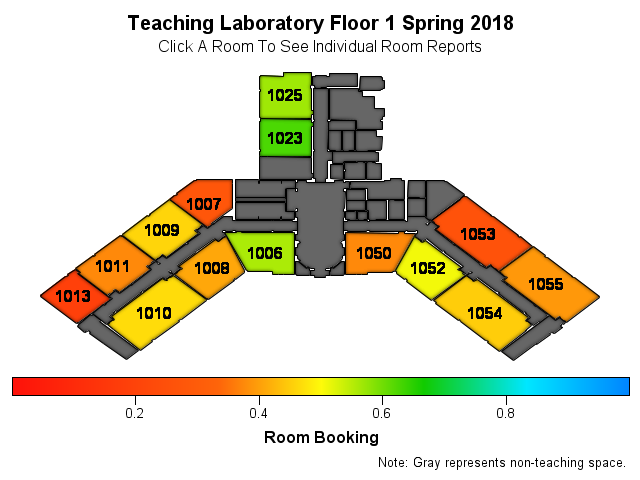 Teaching Laboratory Floor 1 Spring 2018
Click A Room To See Individual Room Reports
1025
1023
1007
1009
1011
1013
1006
1008
1010
1050
1052
1053
1054
1055
0.2 0.4 0.6 0.8
Room Booking
Note: Gray represents non-teaching space.